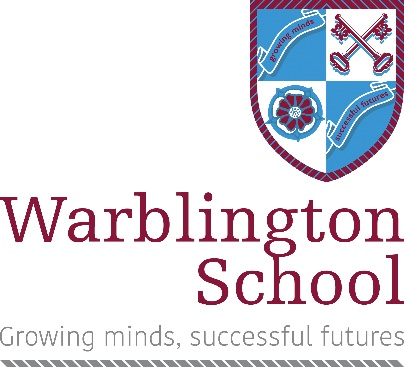 growing minds
successful futures
Warblington
School
Growing minds, successful futures